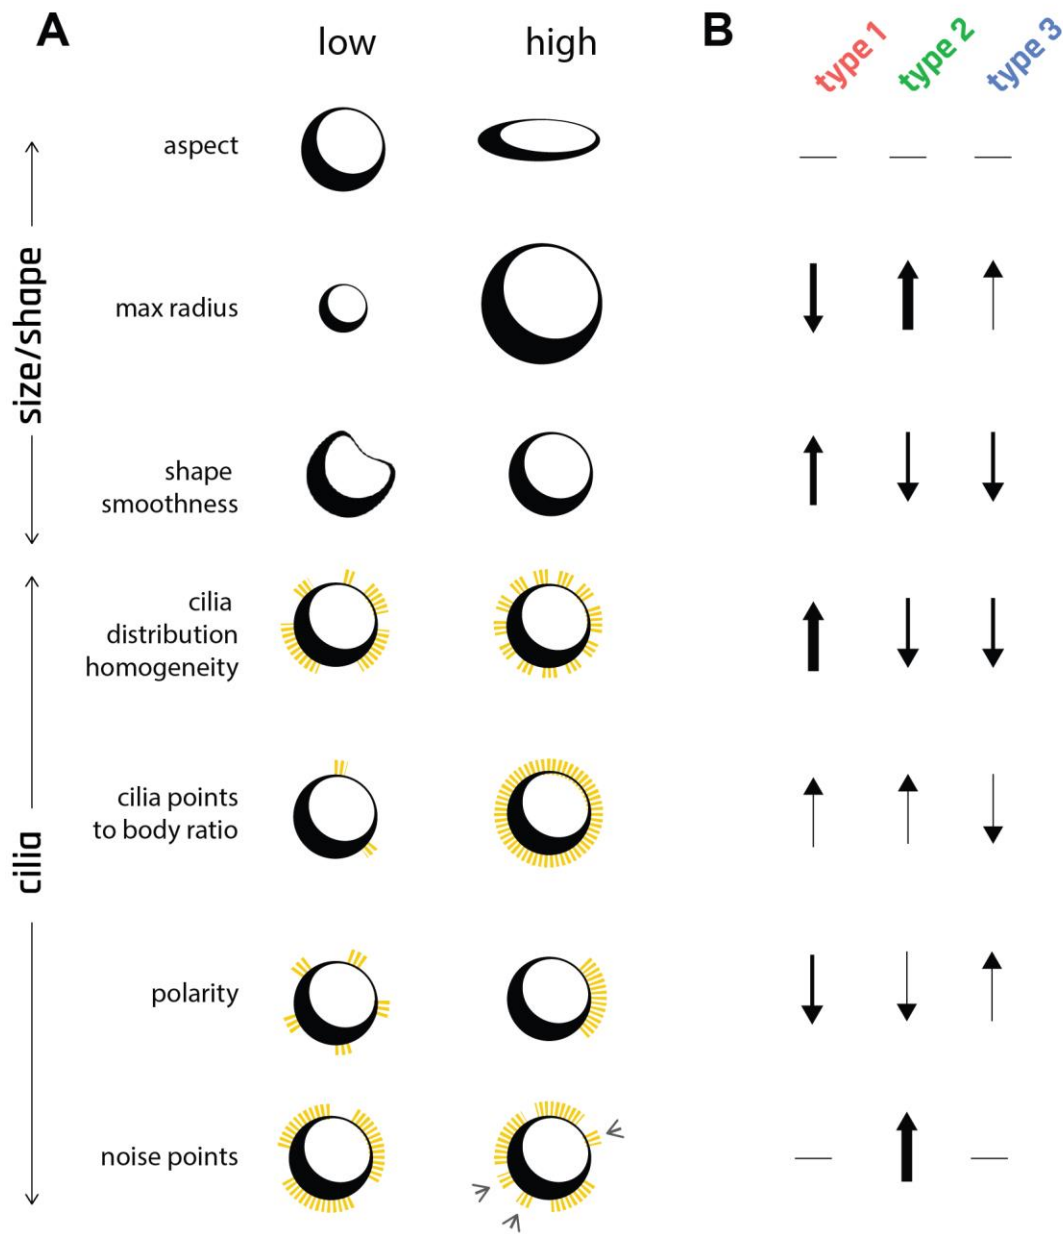 A
low
high
B
type 1
type 2
type 3
size/shape
aspect
max radius
shape
smoothness
cilia
cilia
distribution
homogeneity
cilia points
to body ratio
polarity
noise points